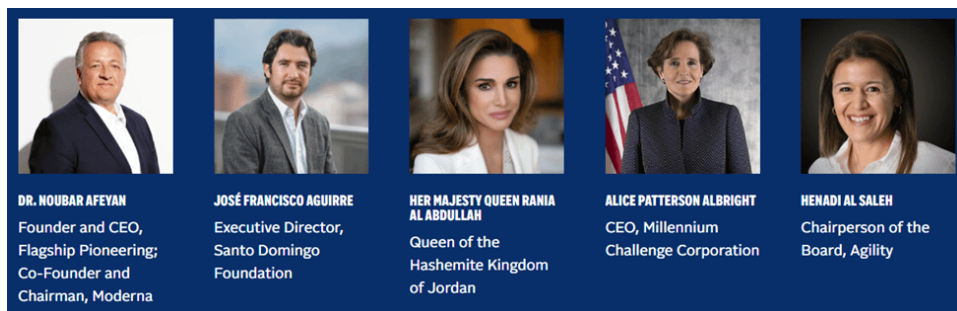 DR. NOUBAR AFEYAN
Founder and CEO,
Flagship Pioneering;
Co-Founder and
Chairman, Moderna
JOSÉ FRANCISCO AGUIRRE
Executive Director,
Santo Domingo
Foundation
HER MAJESTY QUEEN RANIA
AL ABDULLAH
Queen of the
Hashemite Kingdom
of Jordan
ALICE PATTERSON ALBRIGHT
CEO, Millennium
Challenge Corporation
HENADI AL SALEH
Chairperson of the
Board, Agility